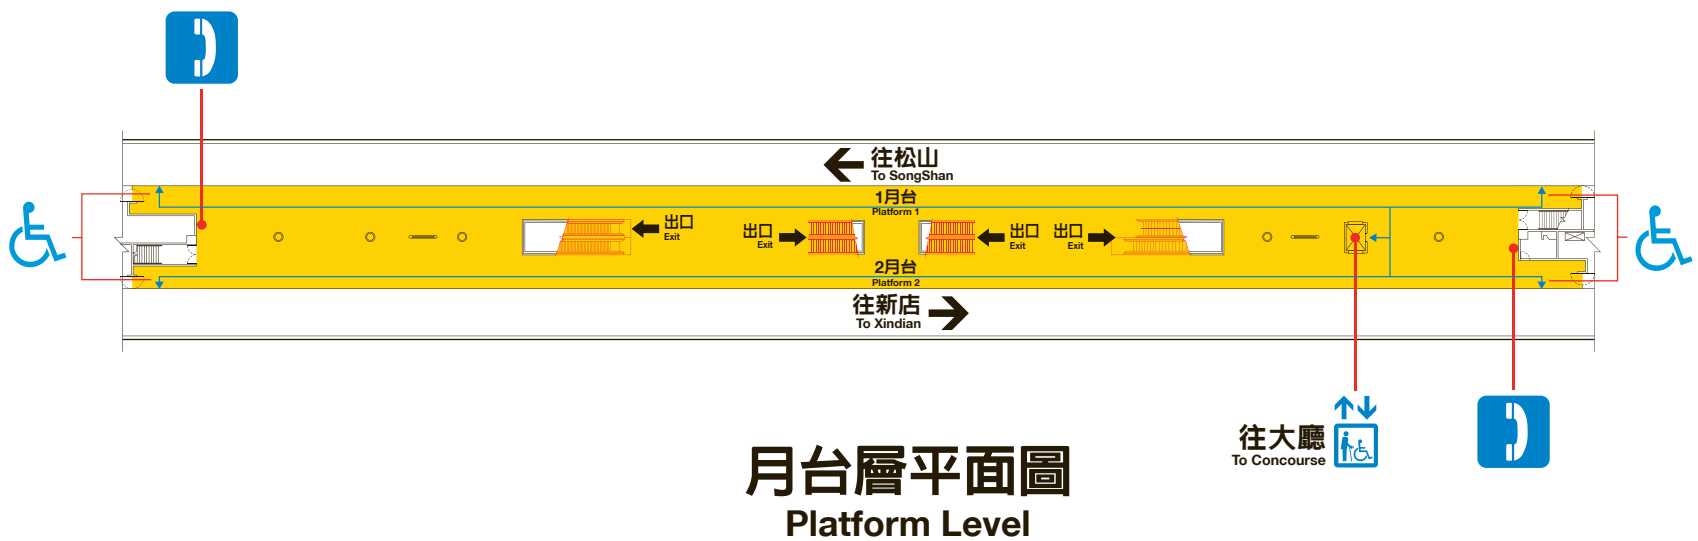 往松山
To SongShan
1月台
Platform 1
出口
Exit
出口
Exit
出口
Exit
出口
Exit
2月台
Platform 2
往新店
To Xindian
往大廳
To Concourse
月台層平面圖
Platform Level